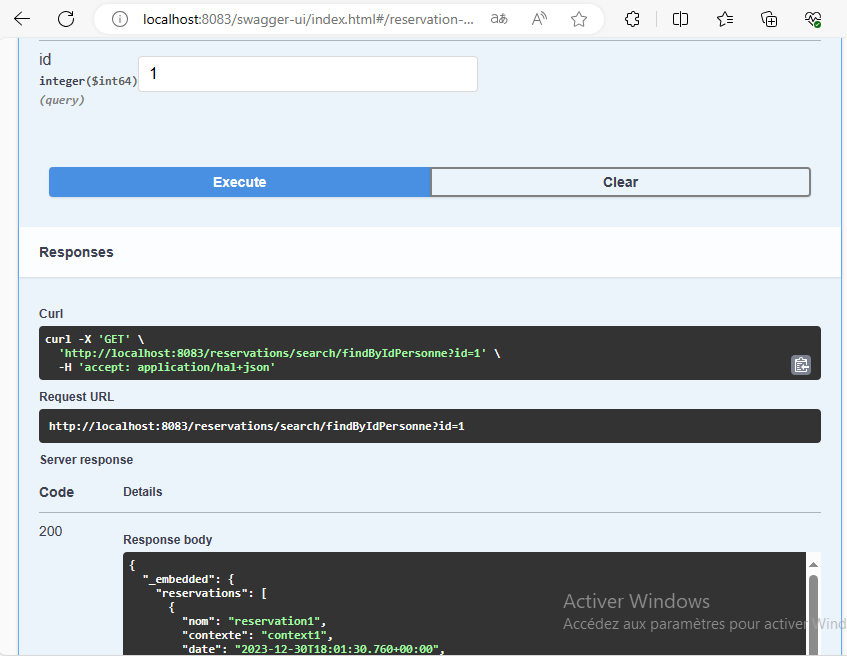 localhost:8083/swagger-ui/index.html#/reservation-...
id
integer($int64)
1
(query)
Execute
Clear
Responses
Curl
curl -X 'GET' \
'http://localhost:8083/reservations/search/findByIdPersonne?id=1' \
-H 'accept: application/hal+json'
Request URL
http://localhost:8083/reservations/search/findByIdPersonne?id=1
Server response
Code
Details
200
Response body
{
"_embedded": {
"reservations": [
{
"nom": "reservation1",
"contexte": "context1",
"date": "2023-12-30T18:01:30.760+00:00",
Activer Windows
Accédez aux paramètres pour activer Wind